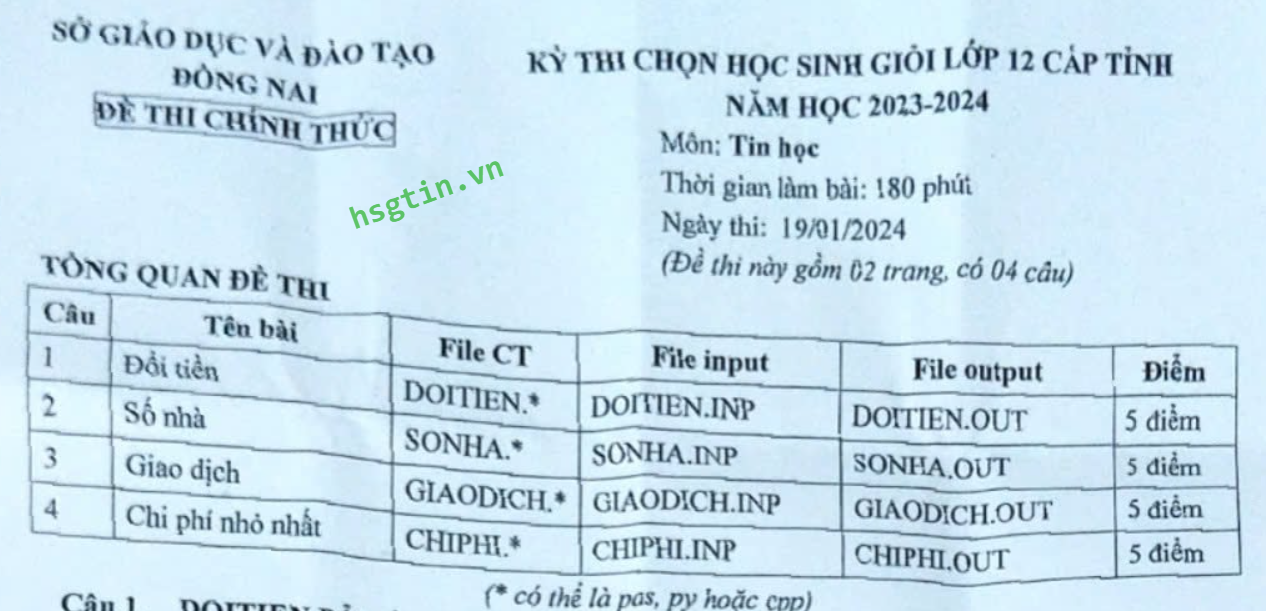 SỞ GIÁO DỤC VÀ ĐÀO TẠO
ĐỒNG NAI
ĐỀ THI CHÍNH THỨC
KỲ THI CHỌN HỌC SINH GIỎI LỚP 12 CẤP TỈNH
NĂM HỌC 2023-2024
Môn: Tin học
Thời gian làm bài: 180 phút
Ngày thi: 19/01/2024
(Đề thi này gồm 02 trang, có 04 câu)
hsgtin.vn
TỔNG QUAN ĐỀ THI
Câu Tên bài File CT File input File output Điểm
1 Đổi tiền DOITIEN.* DOITIEN.INP DOITIEN.OUT 5 điểm
2 Số nhà SONHA.* SONHA.INP SONHA.OUT 5 điểm
3 Giao dịch GIAODICH.* GIAODICH.INP GIAODICH.OUT 5 điểm
4 Chi phí nhỏ nhất CHIPHI.* CHIPHI.INP CHIPHI.OUT 5 điểm
(* có thể là pas, py hoặc cpp)
Câu 1. DOITIEN